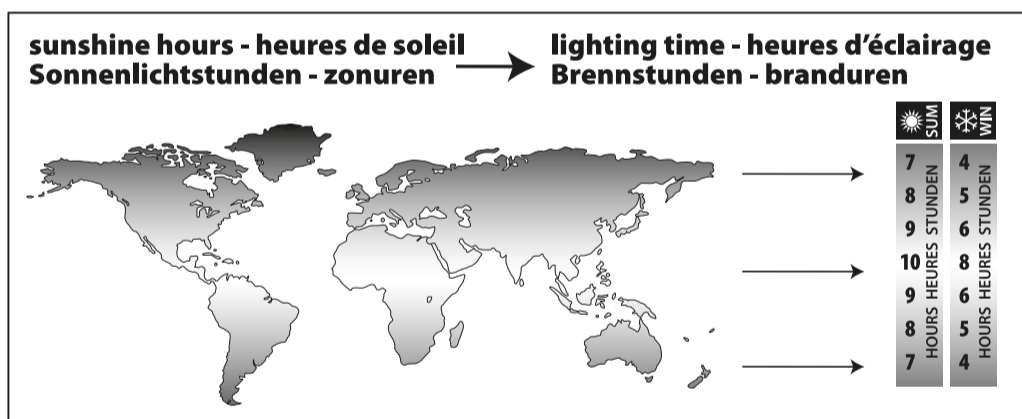 sunshine hours - heures de soleil
Sonnenlichtstunden - zonuren
lighting time - heures d'éclairage
Brennstunden - branduren
SUM
WIN
7 4
8 5
9 6
10 8
9 6
8 5
7 4
HOURS HEURES STUNDEN
HOURS HEURES STUNDEN